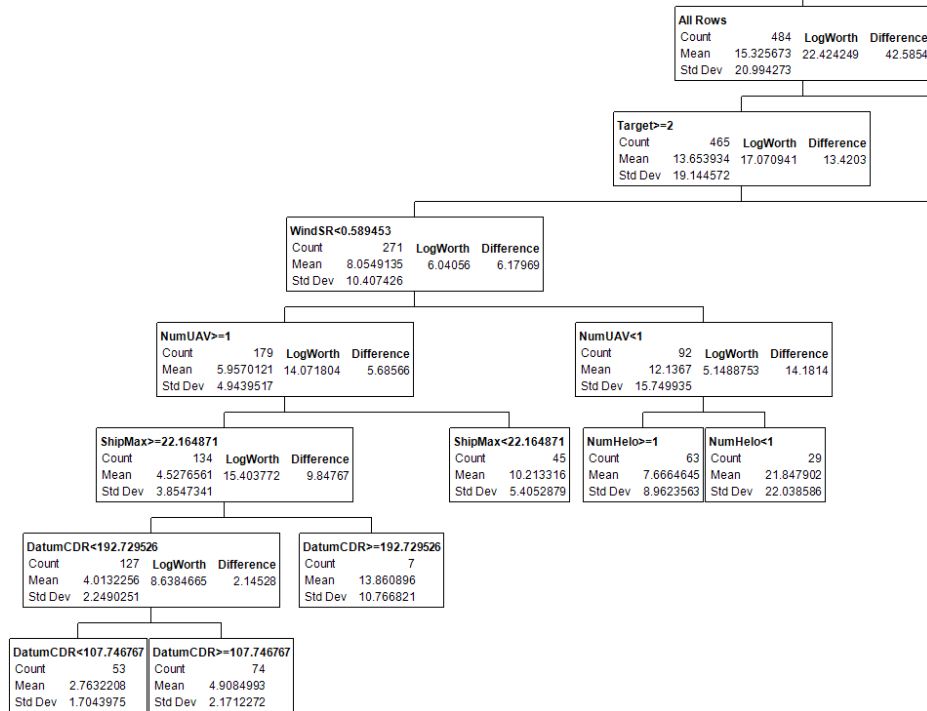 All Rows
Count 484 LogWorth Difference
Mean 15.325673 22.424249 42.5854
Std Dev 20.994273
Target>=2
Count 465 LogWorth Difference
Mean 13.653934 17.070941 13.4203
Std Dev 19.144572
WindSR<0.589453
Count 271 LogWorth Difference
Mean 8.0549135 6.04056 6.17969
Std Dev 10.407426
NumUAV>=1
Count 179 LogWorth Difference
Mean 5.9570121 14.071804 5.68566
Std Dev 4.9439517
NumUAV<1
Count 92 LogWorth Difference
Mean 12.1367 5.1488753 14.1814
Std Dev 15.749935
ShipMax>=22.164871
Count 134 LogWorth Difference
Mean 4.5276561 15.403772 9.84767
Std Dev 3.8547341
ShipMax<22.164871
Count 45
Mean 10.213316
Std Dev 5.4052879
NumHelo>=1
Count 63
Mean 7.6664645
Std Dev 8.9623563
NumHelo<1
Count 29
Mean 21.847902
Std Dev 22.038586
DatumCDR<192.729526
Count 127 LogWorth Difference
Mean 4.0132256 8.6384665 2.14528
Std Dev 2.2490251
DatumCDR>=192.729526
Count 7
Mean 13.860896
Std Dev 10.766821
DatumCDR<107.746767
Count 53
Mean 2.7632208
Std Dev 1.7043975
DatumCDR>=107.746767
Count 74
Mean 4.9084993
Std Dev 2.1712272